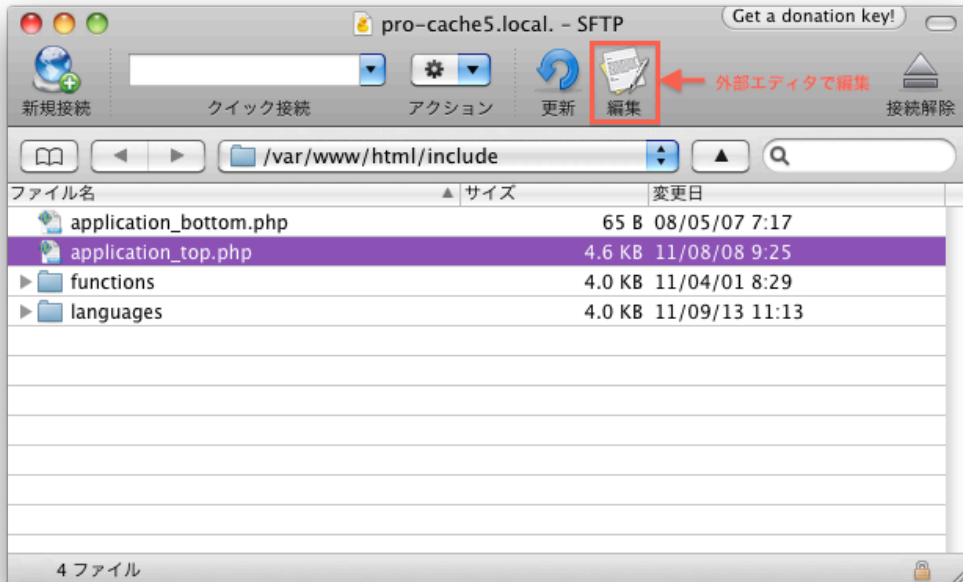 pro-cache5.local. – SFTP
Get a donation key!
新規接続
クイック接続
アクション
更新
編集
外部エディタで編集
接続解除
/var/www/html/include
ファイル名 サイズ 変更日
application_bottom.php 65 B 08/05/07 7:17
application_top.php 4.6 KB 11/08/08 9:25
functions 4.0 KB 11/04/01 8:29
languages 4.0 KB 11/09/13 11:13
4 ファイル